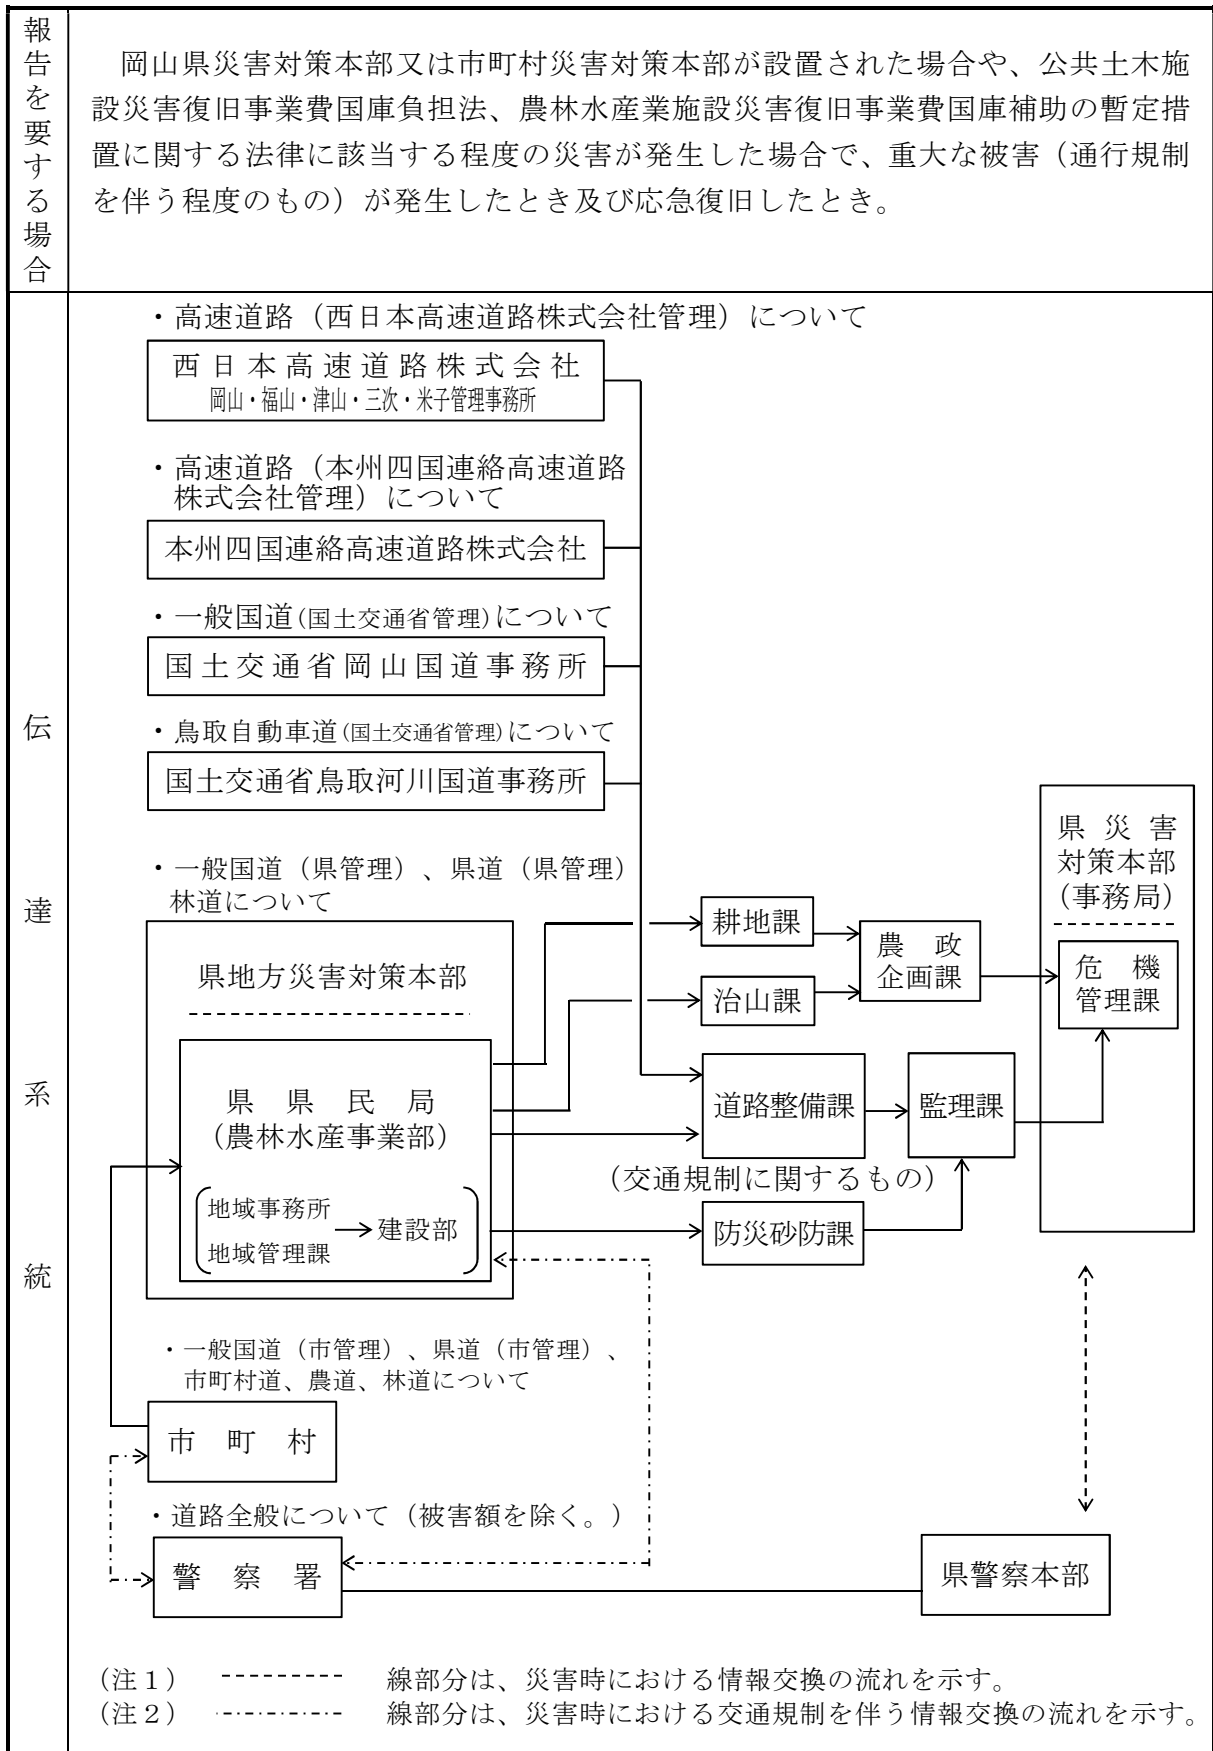 報告を要する場合
岡山県災害対策本部又は市町村災害対策本部が設置された場合や、公共土木施
設災害復旧事業費国庫負担法、農林水産業施設災害復旧事業費国庫補助の暫定措
置に関する法律に該当する程度の災害が発生した場合で、重大な被害（通行規制
を伴う程度のもの）が発生したとき及び応急復旧したとき。
伝達系統
・高速道路（西日本高速道路株式会社管理）について
西日本高速道路株式会社
岡山・福山・津山・三次・米子管理事務所
・高速道路（本州四国連絡高速道路
株式会社管理）について
本州四国連絡高速道路株式会社
・一般国道(国土交通省管理)について
国土交通省岡山国道事務所
・鳥取自動車道(国土交通省管理)について
国土交通省鳥取河川国道事務所
・一般国道（県管理）、県道（県管理）
林道について
県地方災害対策本部
県県民局
（農林水産事業部）
地域事務所
地域管理課
建設部
耕地課
治山課
農政
企画課
道路整備課
監理課
（交通規制に関するもの）
防災砂防課
県災害
対策本部
（事務局）
危機
管理課
・一般国道（市管理）、県道（市管理）、
市町村道、農道、林道について
市町村
・道路全般について（被害額を除く。）
警察署
県警察本部
（注１） 線部分は、災害時における情報交換の流れを示す。
（注２） 線部分は、災害時における交通規制を伴う情報交換の流れを示す。